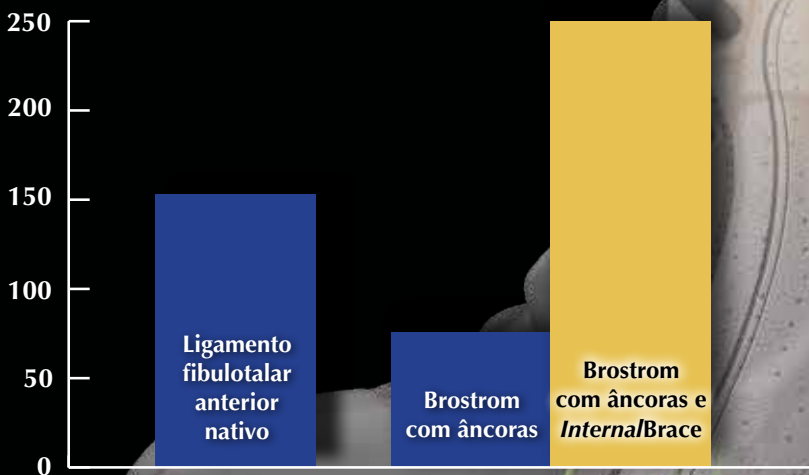 250
200
150
100
50
0
Ligamento
fibulotalar
anterior
nativo
Brostrom
com âncoras
Brostrom
com âncoras e
InternalBrace